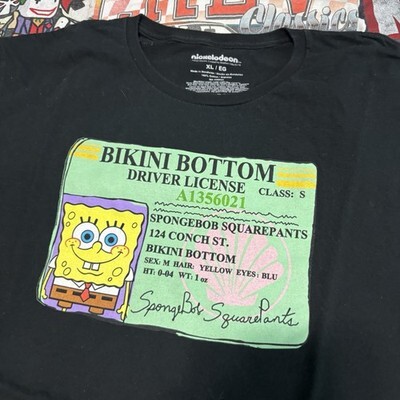 Classics
nickelodeon
XL / EG
BIKINI BOTTOM
DRIVER LICENSE
CLASS: S
A1356021
SPONGEBOB SQUAREPANTS
124 CONCH ST.
BIKINI BOTTOM
SEX: M HAIR: YELLOW EYES: BLU
HT: 0-04 WT: 1 oz
SpongeBob SquarePants